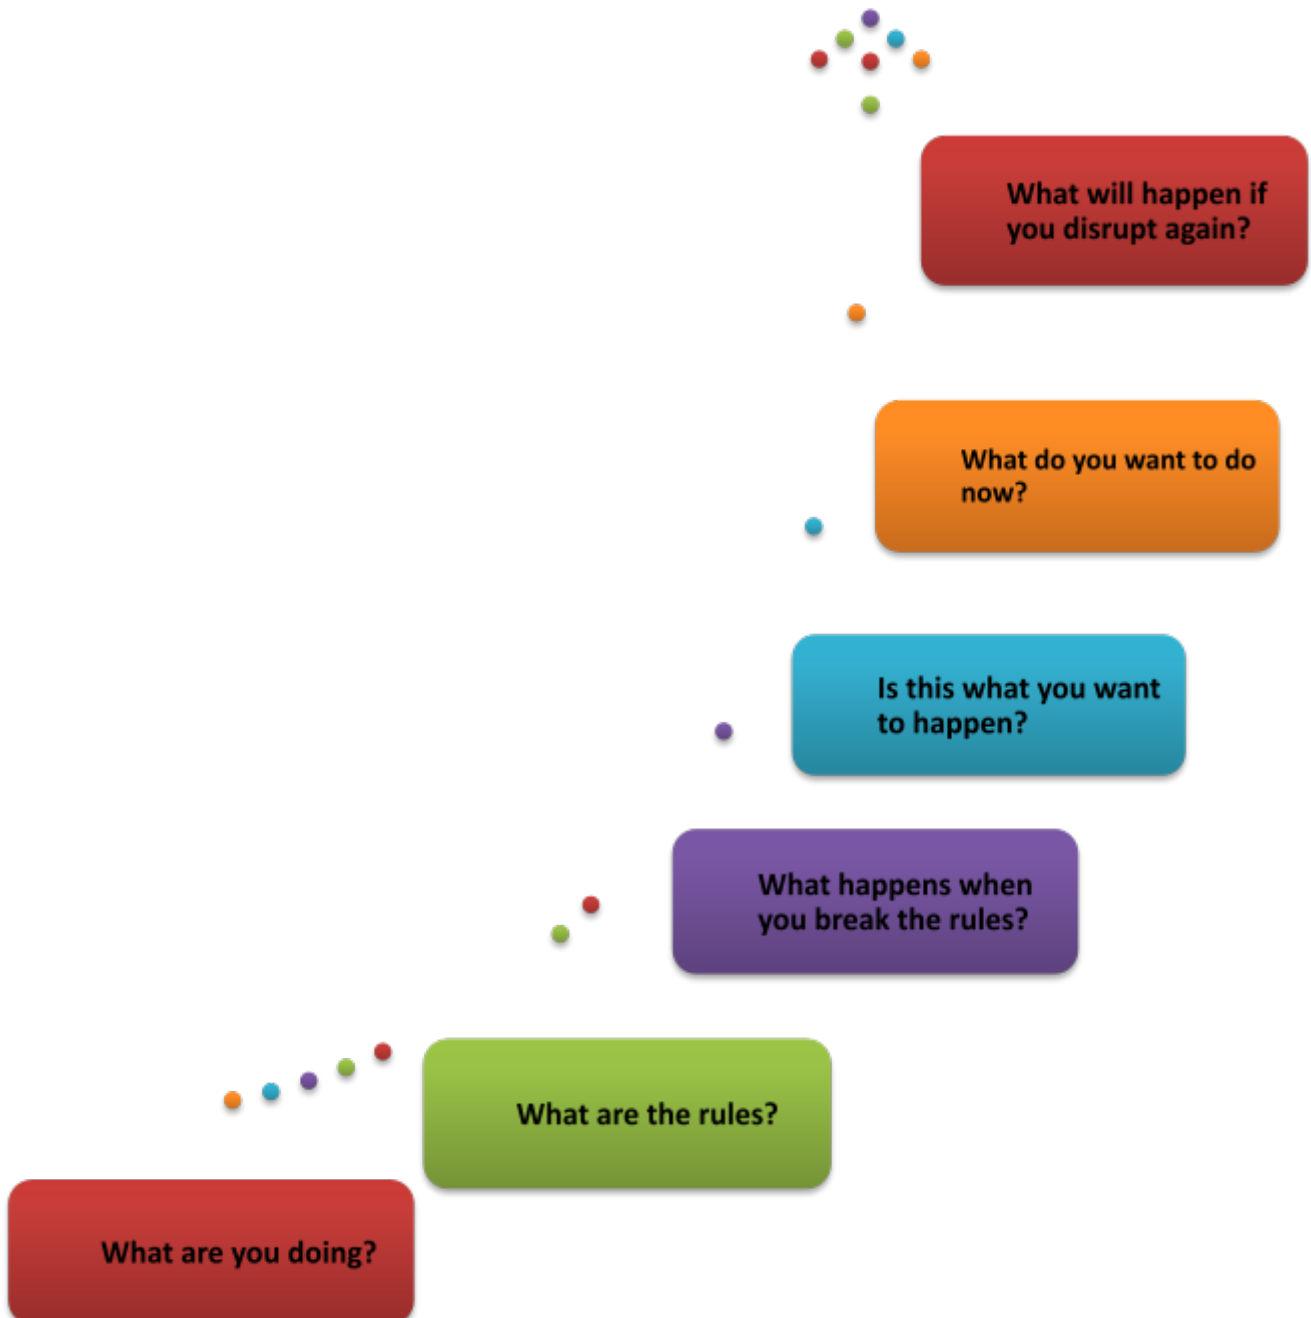 What will happen if
you disrupt again?
What do you want to do
now?
Is this what you want
to happen?
What happens when
you break the rules?
What are the rules?
What are you doing?